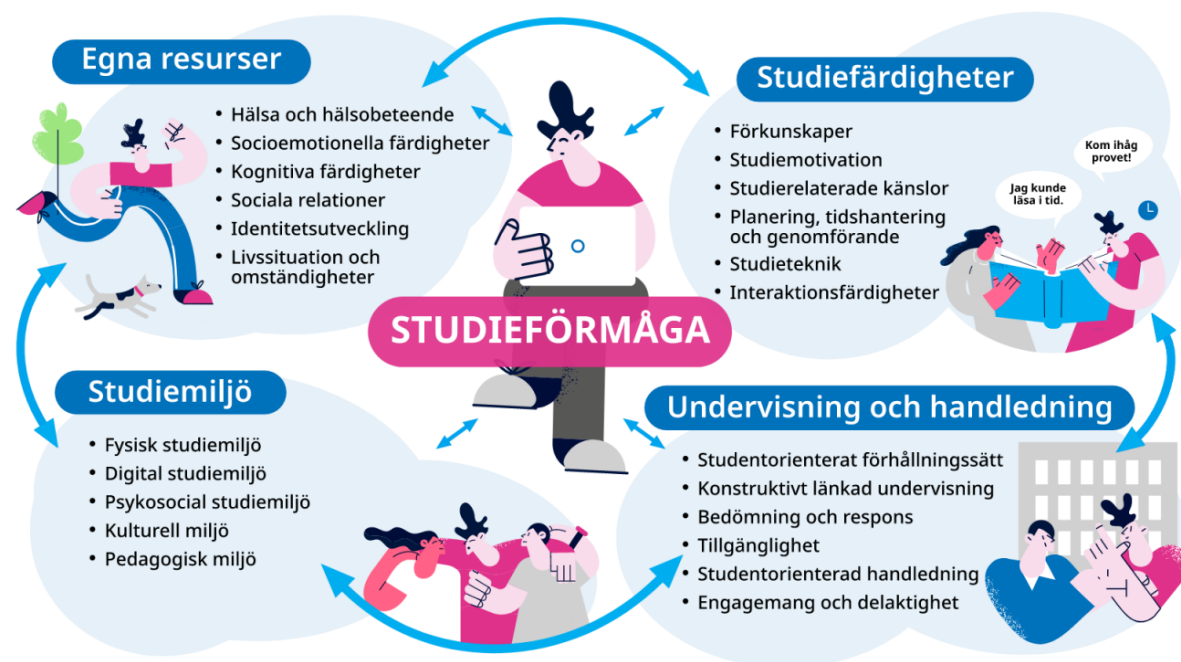 Egna resurser
• Hälsa och hälsobeteende
• Socioemotionella färdigheter
• Kognitiva färdigheter
• Sociala relationer
• Identitetsutveckling
• Livssituation och
omständigheter
Studiefärdigheter
• Förkunskaper
• Studiemotivation
• Studierelaterade känslor
• Planering, tidshantering
och genomförande
• Studieteknik
• Interaktionsfärdigheter
Kom ihåg
provet!
Jag kunde
läsa i tid.
STUDIEFÖRMÅGA
Studiemiljö
• Fysisk studiemiljö
• Digital studiemiljö
• Psykosocial studiemiljö
• Kulturell miljö
• Pedagogisk miljö
Undervisning och handledning
• Studentorienterat förhållningssätt
• Konstruktivt länkad undervisning
• Bedömning och respons
• Tillgänglighet
• Studentorienterad handledning
• Engagemang och delaktighet